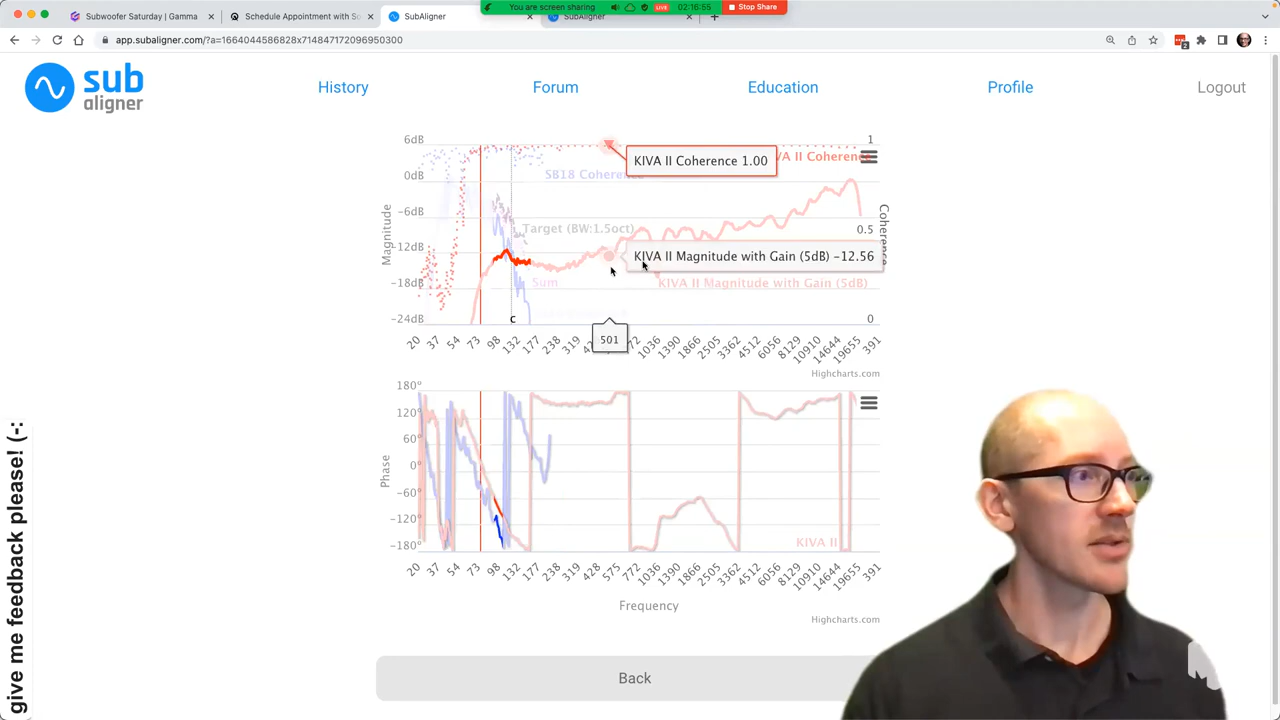 You are screen sharing
LIVE
02:16:55
Stop Share
Subwoofer Saturday | Gamma
Schedule Appointment with So
SubAligner
SubAligner
app.subaligner.com/?a=1664044586828x714847172096950300
2
sub
aligner
History
Forum
Education
Profile
Logout
6dB
0dB
-6dB
-12dB
-18dB
-24dB
Magnitude
1
0.5
0
Coherence
KIVA II Coherence 1.00
VA II Coherence
SB18 Coheren
Target (BW:1.5oct)
KIVA II Magnitude with Gain (5dB) -12.56
Sum
KIVA II Magnitude with Gain (5dB)
C
501
20 37 54 73 98 132 177 238 319 772 1036 1390 1866 2505 3362 4512 6056 8129 10910 14644 19655 391
Highcharts.com
180°
120°
60°
0°
-60°
-120°
-180°
Phase
KIVA II
20 37 54 73 98 132 177 238 319 428 575 772 1036 1390 1866 2505 3362 4512 6056 8129 10910 14644 19655 391
Frequency
Highcharts.com
Back
give me feedback please! (-: